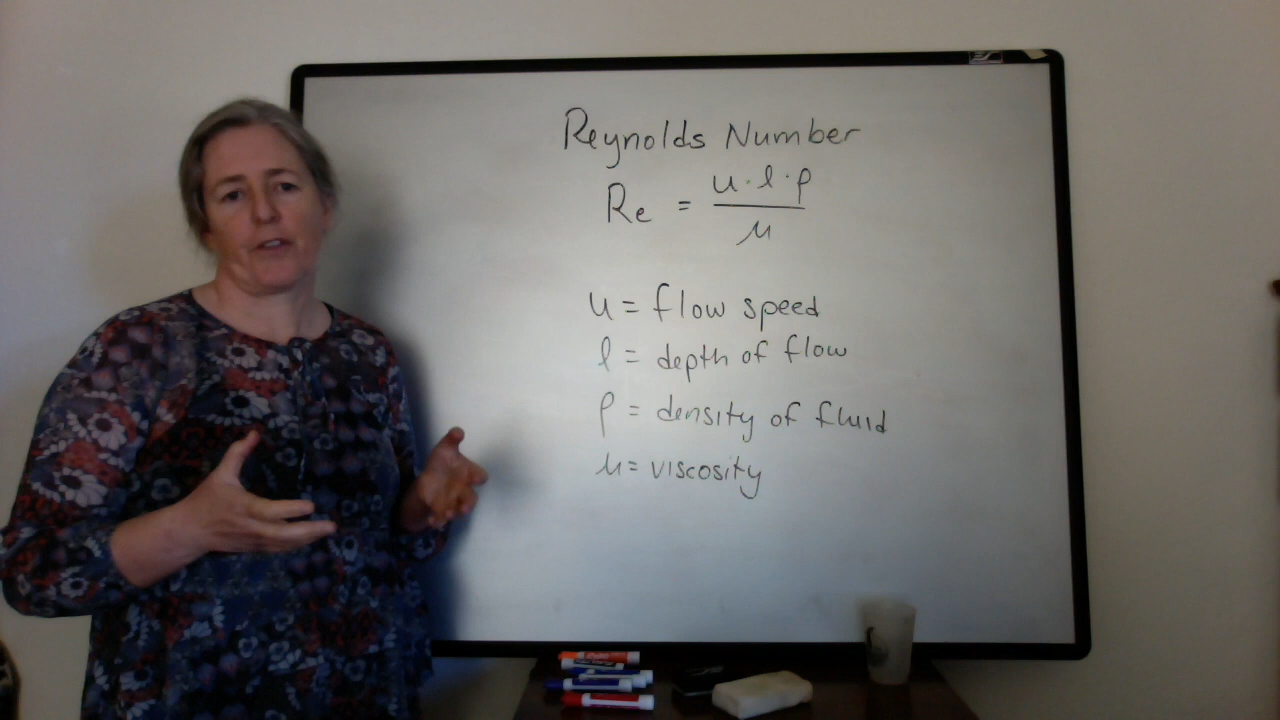 Reynolds Number
Re = u·l·ρ / μ
u = flow speed
l = depth of flow
ρ = density of fluid
μ = viscosity